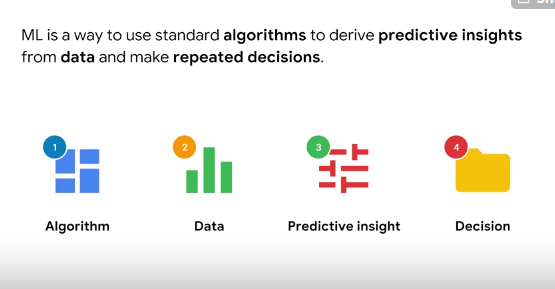 ML is a way to use standard algorithms to derive predictive insights
from data and make repeated decisions.
1 2 3 4
Algorithm Data Predictive insight Decision